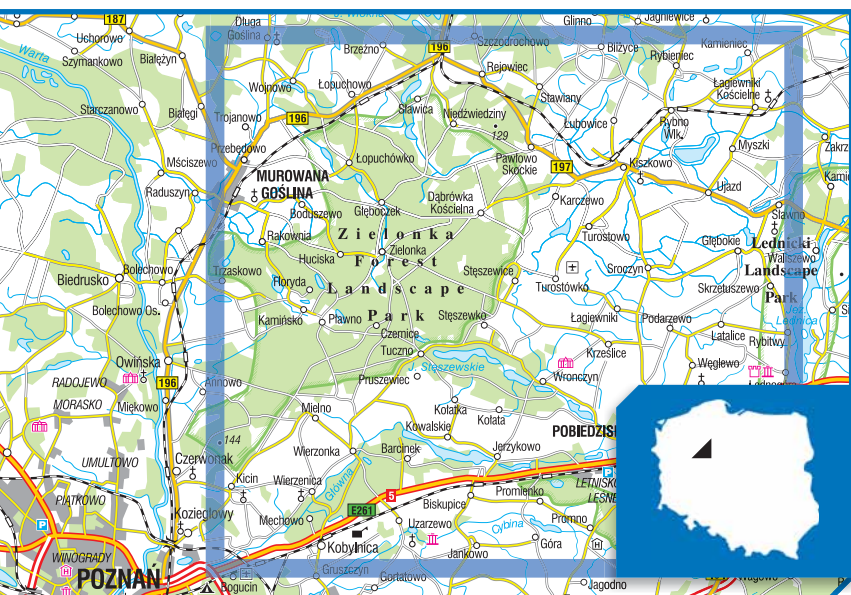 187
Długa
Goślina
Glinno
Jagniewice
Uchorowo
Białężyn
Szymankowo
Warta
Brzeźno
196
Szczodrochowo
Bliżyce
Kamieniec
Rybieniec
Rejowiec
Łopuchowo
Wojnowo
Sławica
Stawiany
Łagiewniki
Kościelne
Starczanowo
Białęgi
Trojanowo
196
Niedźwiedziny
129
Łubowice
Rybno
Wlk.
Myszki
Zakrz
Przebędowo
Mściszewo
Łopuchówko
Pawłowo
Skockie
197
Kiszkowo
MUROWANA
GOŚLINA
Raduszyn
Ujazd
Kami
Boduszewo
Głęboczek
Dąbrówka
Kościelna
Karczewo
Sławno
Rakownia
Zielonka
Zielonka
Turostowo
Głębokie
Lednicki
Waliszewo
Huciska
Forest
Sroczyn
Landscape
Bolechowo
Biedrusko
Trzaskowo
Floryda
Landscape
Stęszewice
Turostówko
Skrzetuszewo
Park
Bolechowo Os.
Kamińsko
Pławno
Park
Stęszewko
Łagiewniki
Podarzewo
Jez.
Lednica
Czernice
Latalice
Rybitwy
Tuczno
Krześlice
Owińska
J. Stęszewskie
Węglewo
RADOJEWO
196
Annowo
Pruszewiec
Wronczyn
MORASKO
Miękowo
Mielno
Kołatka
Kołata
Kowalskie
POBIEDZIS
144
UMULTOWO
Czerwonak
Wierzonka
Barcinek
Jerzykowo
Kicin
Wierzenica
Główna
5
P
LETNISKO
LEŚNE
PIĄTKOWO
Promienko
E261
Biskupice
P
Koziegłowy
Mechowo
Uzarzewo
Cybina
Promno
WINOGRADY
Kobylnica
Jankowo
Góra
POZNAŃ
Gruszczyn
Gortatowo
Bogucin
Jagodno